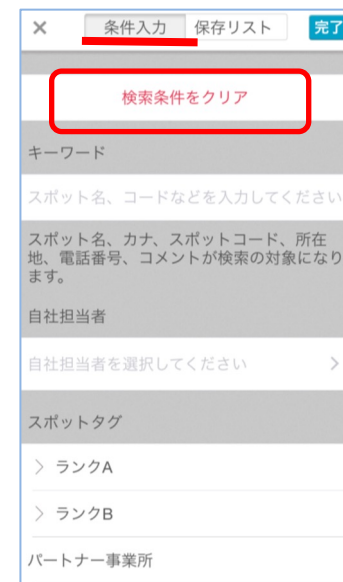 × 条件入力 保存リスト 完了
検索条件をクリア
キーワード
スポット名、コードなどを入力してください
スポット名、カナ、スポットコード、所在
地、電話番号、コメントが検索の対象になり
ます。
自社担当者
自社担当者を選択してください
スポットタグ
ランクA
ランクB
パートナー事業所